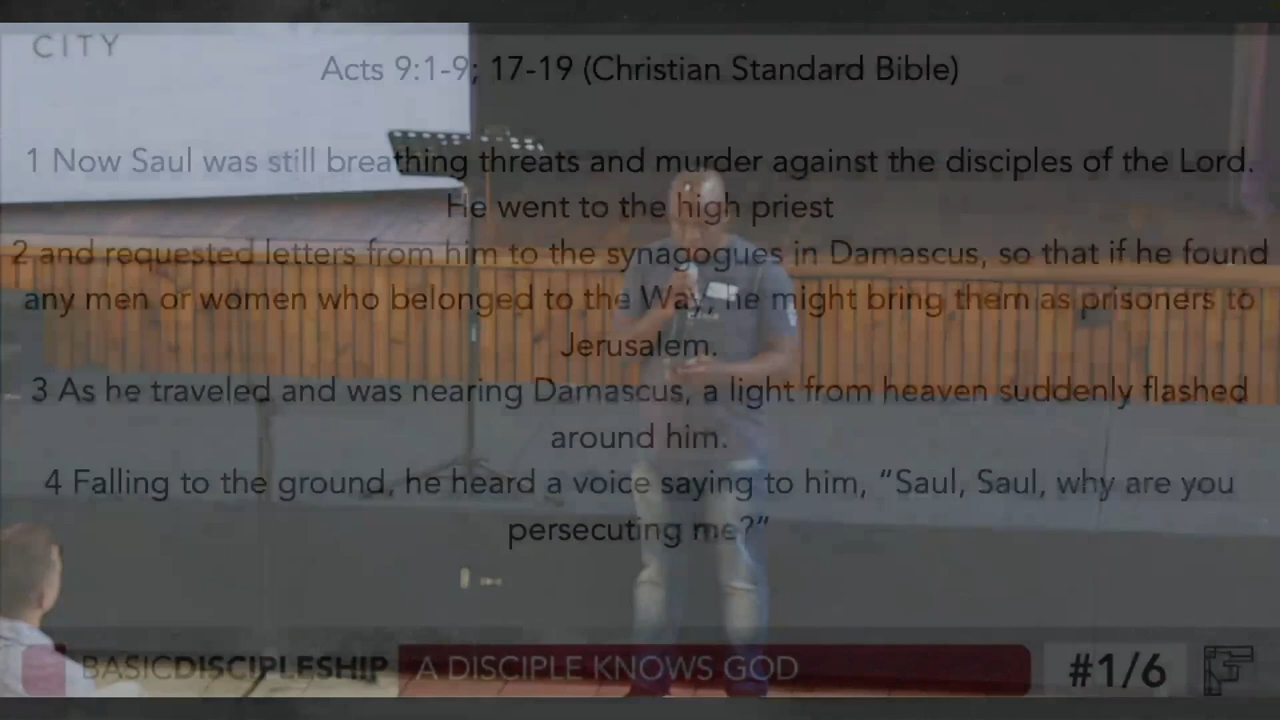 CITY
Acts 9:1-9; 17-19 (Christian Standard Bible)
1 Now Saul was still breathing threats and murder against the disciples of the Lord.
He went to the high priest
2 and requested letters from him to the synagogues in Damascus, so that if he found
any men or women who belonged to the Way, he might bring them as prisoners to
Jerusalem.
3 As he traveled and was nearing Damascus, a light from heaven suddenly flashed
around him.
4 Falling to the ground, he heard a voice saying to him, “Saul, Saul, why are you
persecuting me?”
BASICDISCIPLESHIP A DISCIPLE KNOWS GOD #1/6